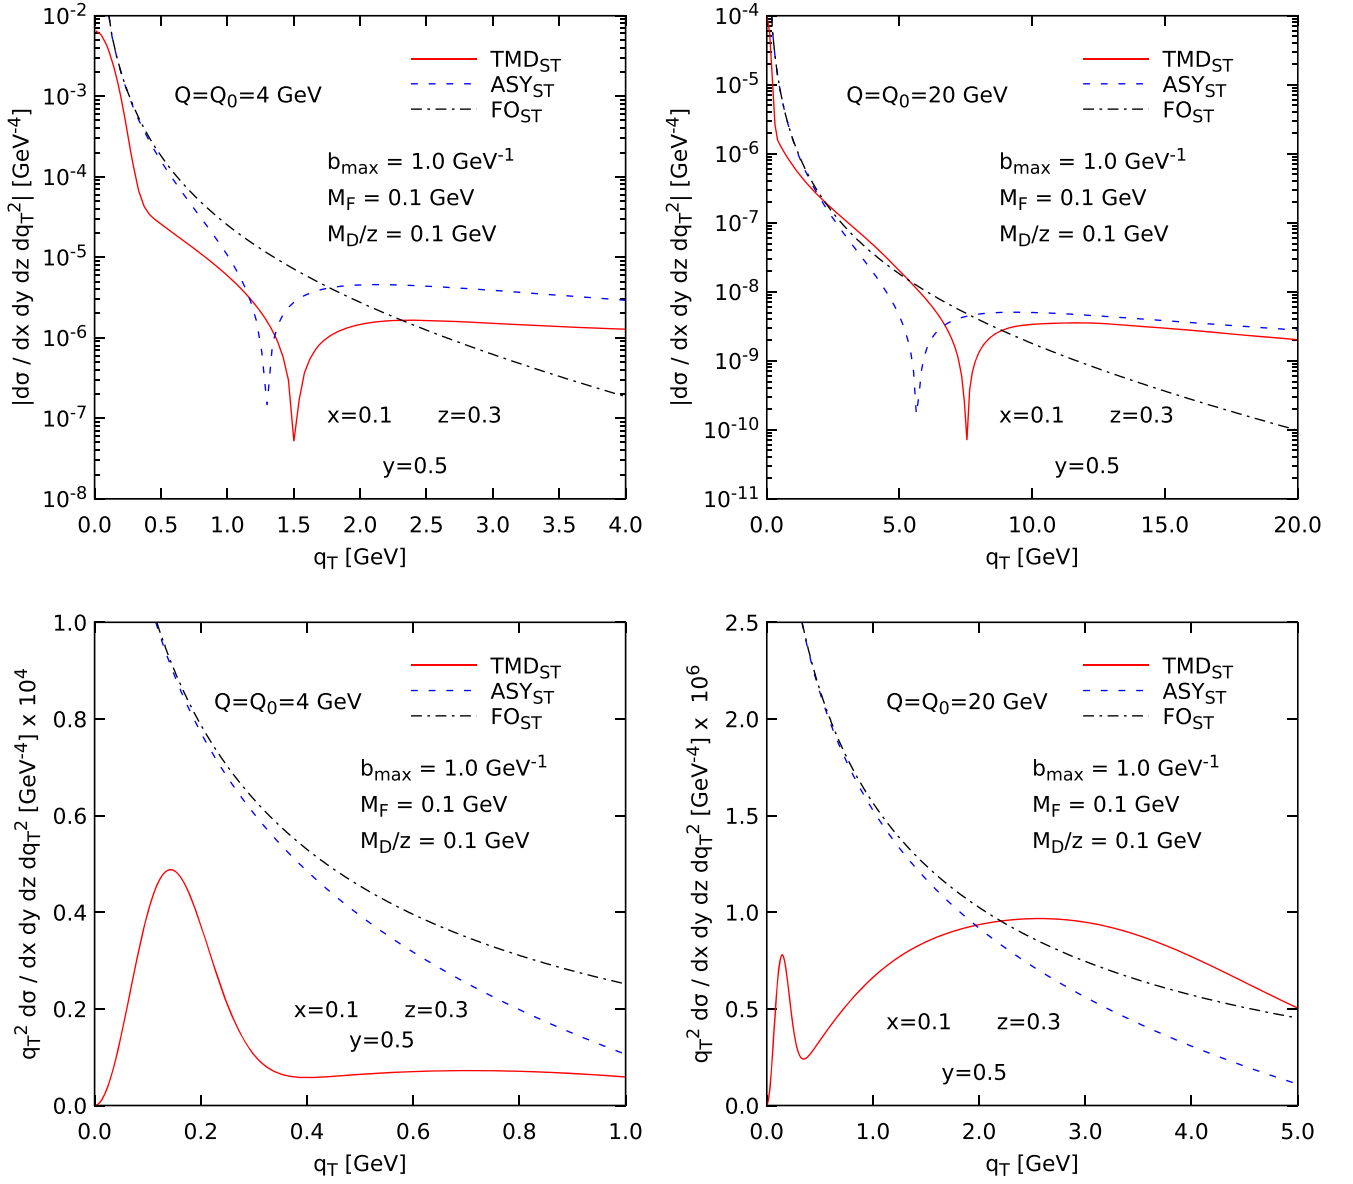 |dσ / dx dy dz dq_T^2| [GeV^-4]
10^-2
10^-3
10^-4
10^-5
10^-6
10^-7
10^-8
TMD_ST
ASY_ST
FO_ST
Q=Q_0=4 GeV
b_max = 1.0 GeV^-1
M_F = 0.1 GeV
M_D/z = 0.1 GeV
x=0.1 z=0.3
y=0.5
0.0 0.5 1.0 1.5 2.0 2.5 3.0 3.5 4.0
q_T [GeV]
|dσ / dx dy dz dq_T^2| [GeV^-4]
10^-4
10^-5
10^-6
10^-7
10^-8
10^-9
10^-10
10^-11
TMD_ST
ASY_ST
FO_ST
Q=Q_0=20 GeV
b_max = 1.0 GeV^-1
M_F = 0.1 GeV
M_D/z = 0.1 GeV
x=0.1 z=0.3
y=0.5
0.0 5.0 10.0 15.0 20.0
q_T [GeV]
q_T^2 dσ / dx dy dz dq_T^2 [GeV^-4] x 10^4
1.0
0.8
0.6
0.4
0.2
0.0
TMD_ST
ASY_ST
FO_ST
Q=Q_0=4 GeV
b_max = 1.0 GeV^-1
M_F = 0.1 GeV
M_D/z = 0.1 GeV
x=0.1 z=0.3
y=0.5
0.0 0.2 0.4 0.6 0.8 1.0
q_T [GeV]
q_T^2 dσ / dx dy dz dq_T^2 [GeV^-4] x 10^6
2.5
2.0
1.5
1.0
0.5
0.0
TMD_ST
ASY_ST
FO_ST
Q=Q_0=20 GeV
b_max = 1.0 GeV^-1
M_F = 0.1 GeV
M_D/z = 0.1 GeV
x=0.1 z=0.3
y=0.5
0.0 1.0 2.0 3.0 4.0 5.0
q_T [GeV]